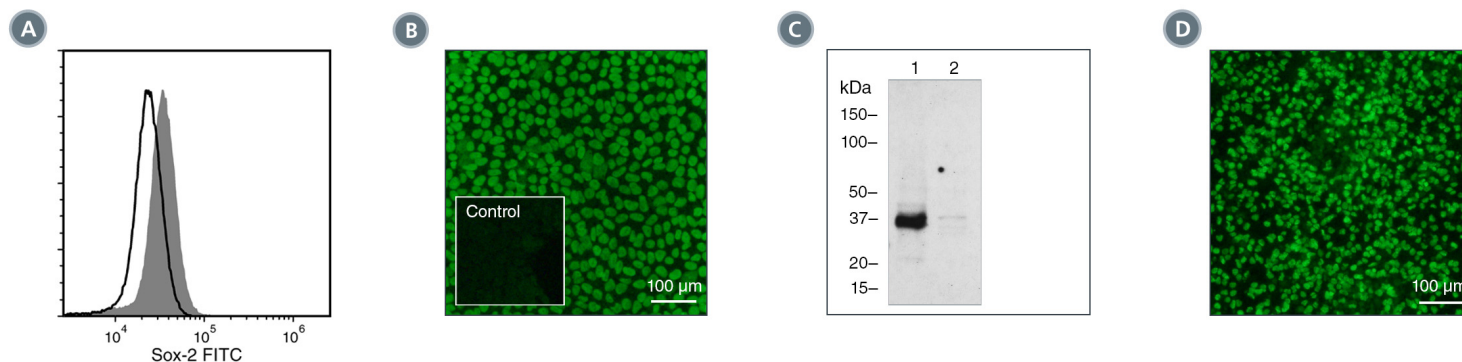 A
10⁴ 10⁵ 10⁶
Sox-2 FITC
B
Control
100 µm
C
1 2
kDa
150–
100–
50–
37–
20–
15–
D
100 µm